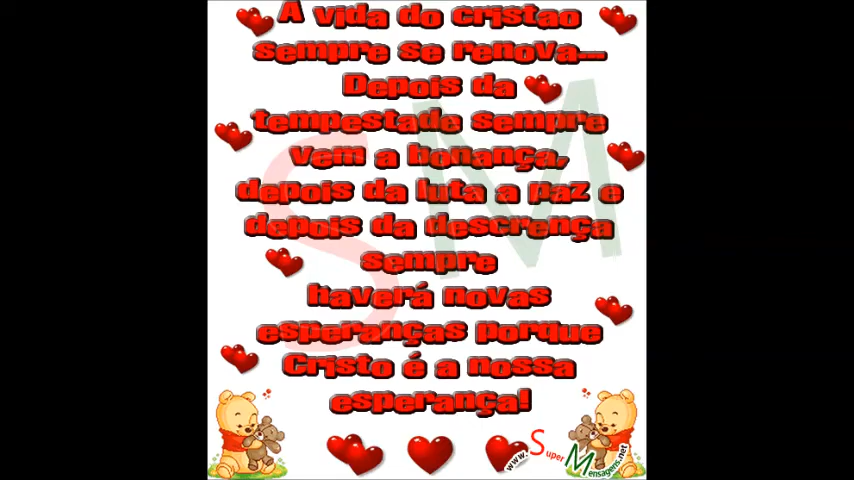 A vida do cristao
sempre se renova...
Depois da
tempestade sempre
vem a bonança,
depois da luta a paz e
depois da descrença
sempre
haverá novas
esperanças porque
Cristo é a nossa
esperança!
SM
www.SuperMensagens.net